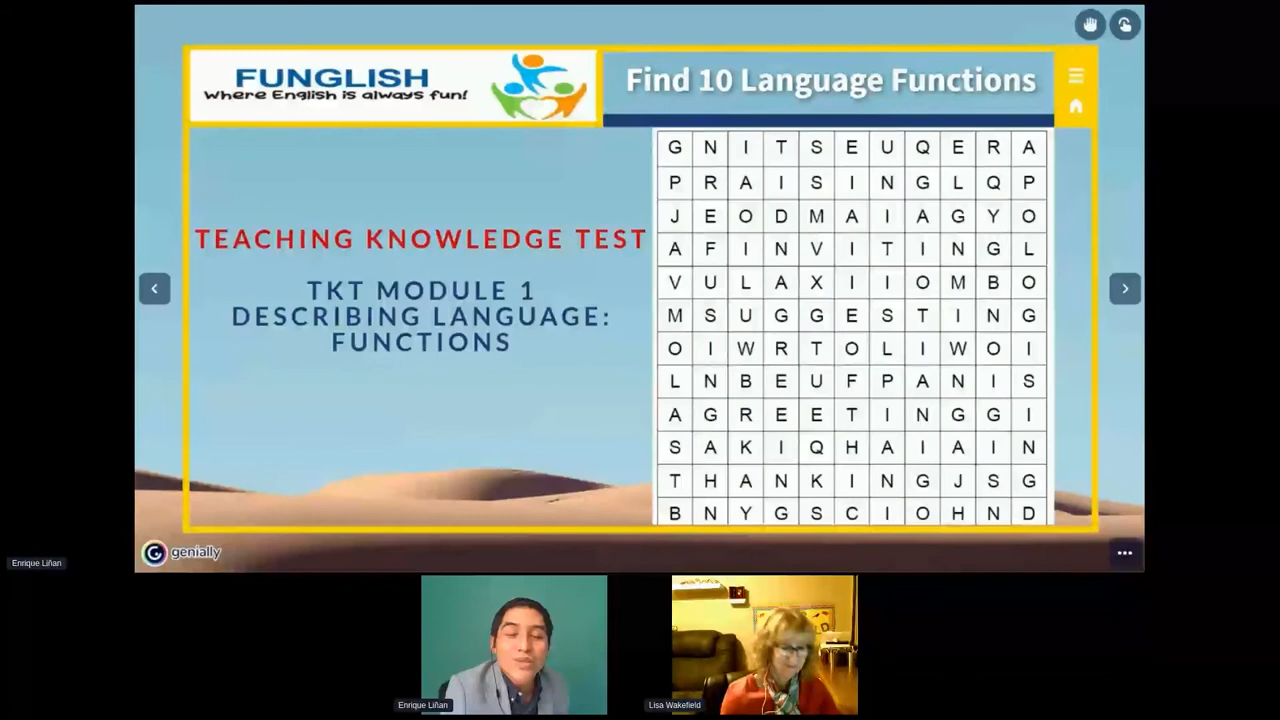 FUNGLISH
Where English is always fun!
Find 10 Language Functions
TEACHING KNOWLEDGE TEST
TKT MODULE 1
DESCRIBING LANGUAGE:
FUNCTIONS
G N I T S E U Q E R A
P R A I S I N G L Q P
J E O D M A I A G Y O
A F I N V I T I N G L
V U L A X I I O M B O
M S U G G E S T I N G
O I W R T O L I W O I
L N B E U F P A N I S
A G R E E T I N G G I
S A K I Q H A I A I N
T H A N K I N G J S G
B N Y G S C I O H N D
genially
Enrique Liñan
Enrique Liñan
Lisa Wakefield